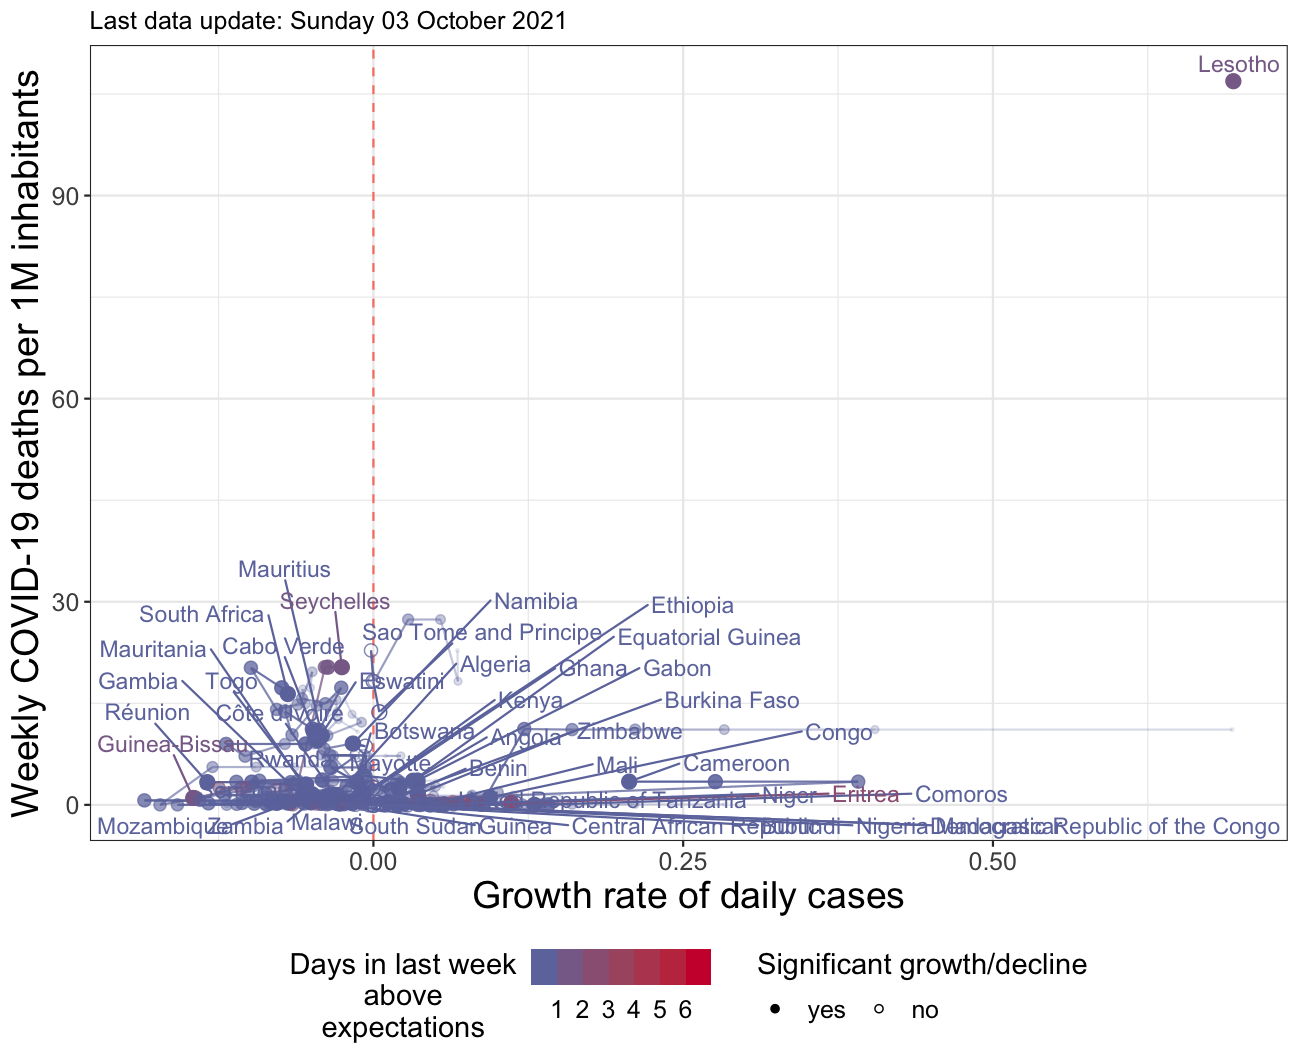 Last data update: Sunday 03 October 2021
Weekly COVID-19 deaths per 1M inhabitants
90
60
30
0
Lesotho
Mauritius
Seychelles
Namibia
Ethiopia
South Africa
Sao Tome and Principe
Equatorial Guinea
Mauritania
Cabo Verde
Algeria
Ghana
Gabon
Gambia
Togo
Eswatini
Kenya
Burkina Faso
Réunion
Côte d'Ivoire
Botswana
Angola
Zimbabwe
Congo
Guinea-Bissau
Rwanda
Mayotte
Benin
Mali
Cameroon
Republic of Tanzania
Niger
Eritrea
Comoros
Mozambique
Zambia
Malawi
South Sudan
Guinea
Central African Republic
Burundi
Nigeria
Madagascar
Democratic Republic of the Congo
0.00
0.25
0.50
Growth rate of daily cases
Days in last week
above
expectations
1 2 3 4 5 6
Significant growth/decline
yes
no